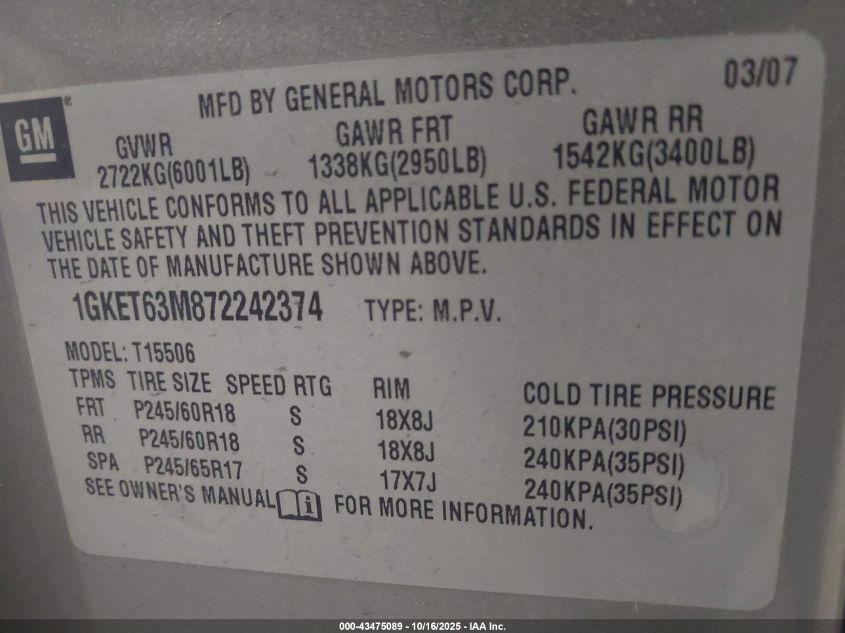 MFD BY GENERAL MOTORS CORP. 03/07
GM®
GVWR GAWR FRT GAWR RR
2722KG(6001LB) 1338KG(2950LB) 1542KG(3400LB)
THIS VEHICLE CONFORMS TO ALL APPLICABLE U.S. FEDERAL MOTOR
VEHICLE SAFETY AND THEFT PREVENTION STANDARDS IN EFFECT ON
THE DATE OF MANUFACTURE SHOWN ABOVE.
1GKET63M872242374 TYPE: M.P.V.
MODEL: T15506
TPMS TIRE SIZE SPEED RTG RIM COLD TIRE PRESSURE
FRT P245/60R18 S 18X8J 210KPA(30PSI)
RR P245/60R18 S 18X8J 240KPA(35PSI)
SPA P245/65R17 S 17X7J 240KPA(35PSI)
SEE OWNER'S MANUAL i FOR MORE INFORMATION.
000-43475089 - 10/16/2025 - IAA Inc.